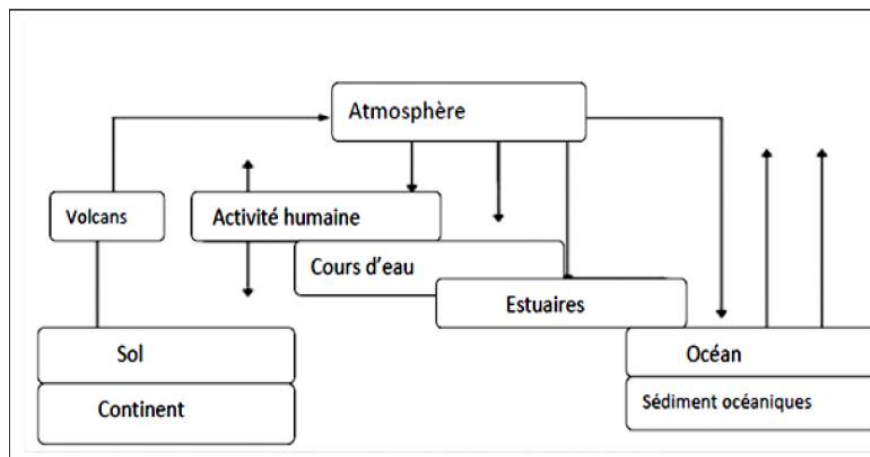 Atmosphère
Volcans
Activité humaine
Cours d'eau
Estuaires
Sol
Océan
Continent
Sédiment océaniques